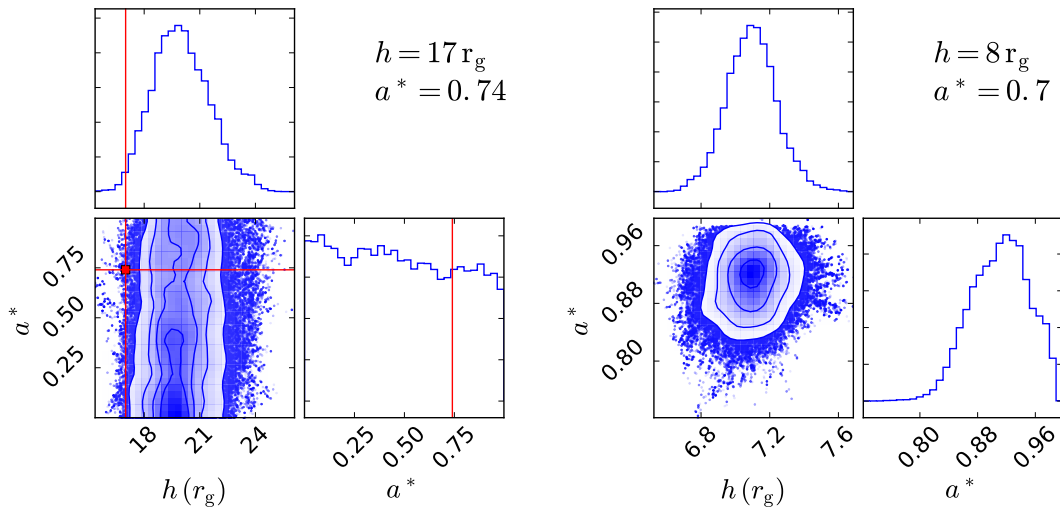 h = 17 r_g
a* = 0.74
a*
0.75
0.50
0.25
18
21
24
h (r_g)
0.25
0.50
0.75
a*
h = 8 r_g
a* = 0.7
a*
0.96
0.88
0.80
6.8
7.2
7.6
h (r_g)
0.80
0.88
0.96
a*